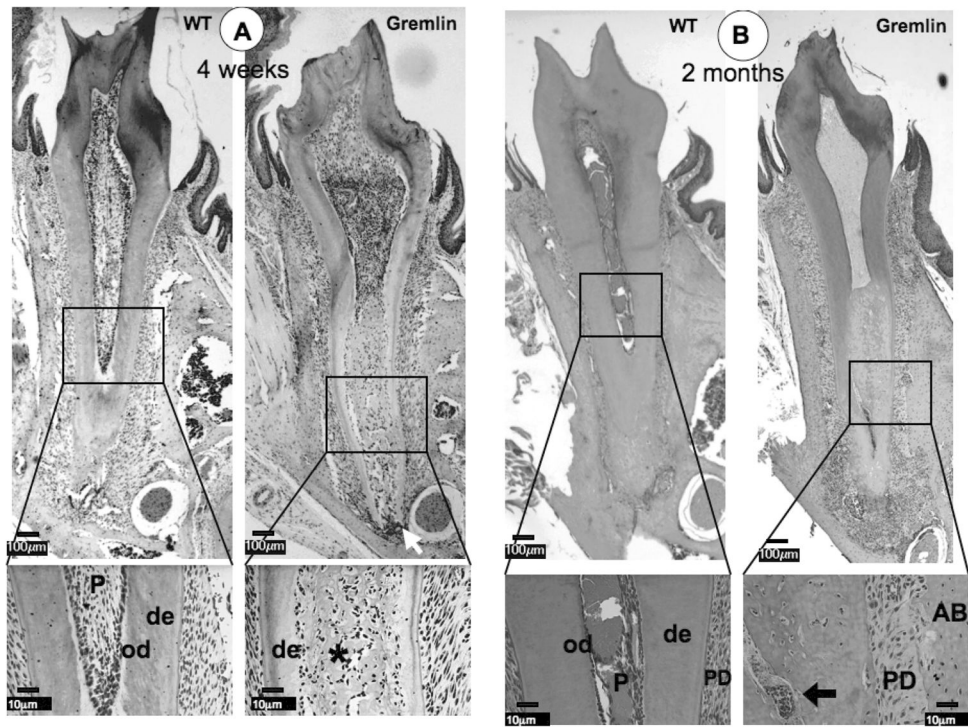 WT
A
Gremlin
4 weeks
WT
B
Gremlin
2 months
100μm
100μm
100μm
100μm
P
de
od
10μm
de
*
10μm
od
de
P
PD
10μm
AB
PD
10μm